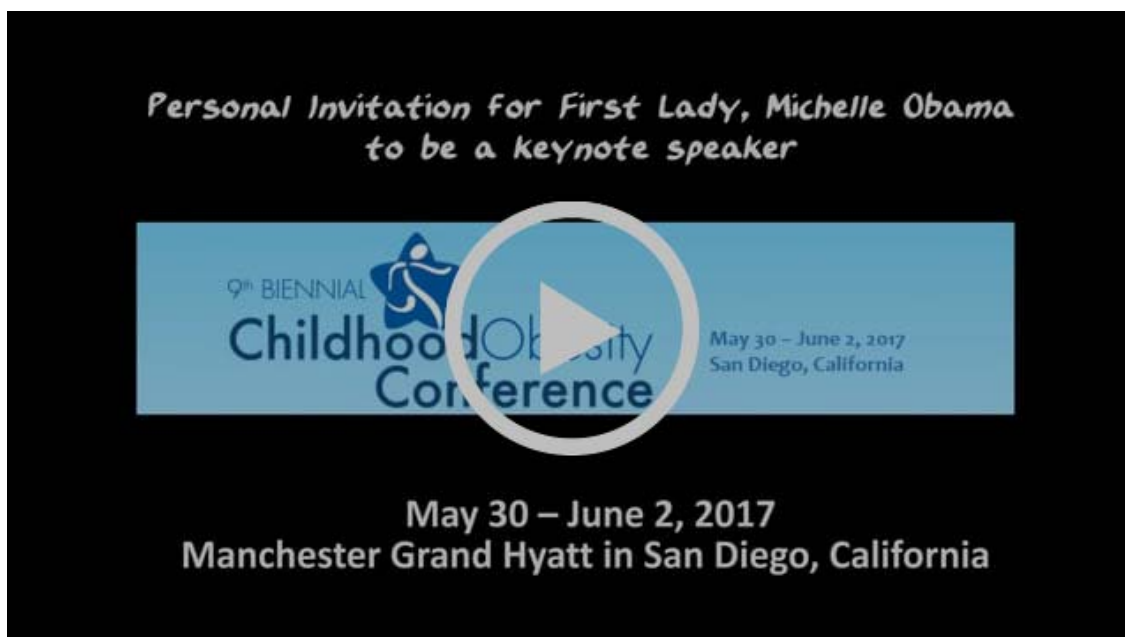 Personal Invitation for First Lady, Michelle Obama
to be a keynote speaker
9th BIENNIAL
ChildhoodObesity
Conference
May 30 – June 2, 2017
San Diego, California
May 30 – June 2, 2017
Manchester Grand Hyatt in San Diego, California